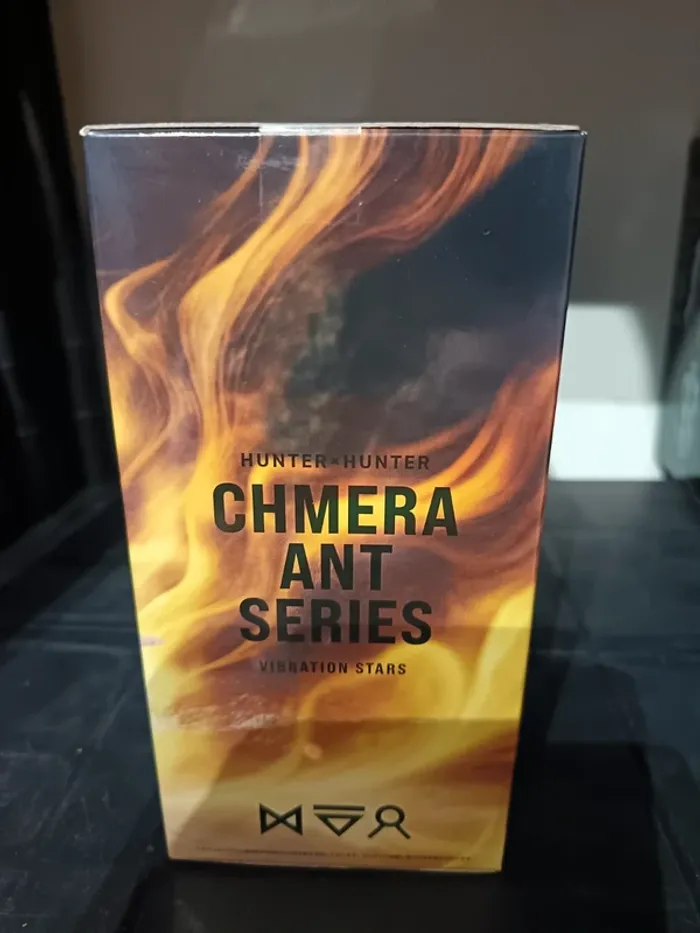 HUNTER×HUNTER
CHMERA
ANT
SERIES
VIBRATION STARS